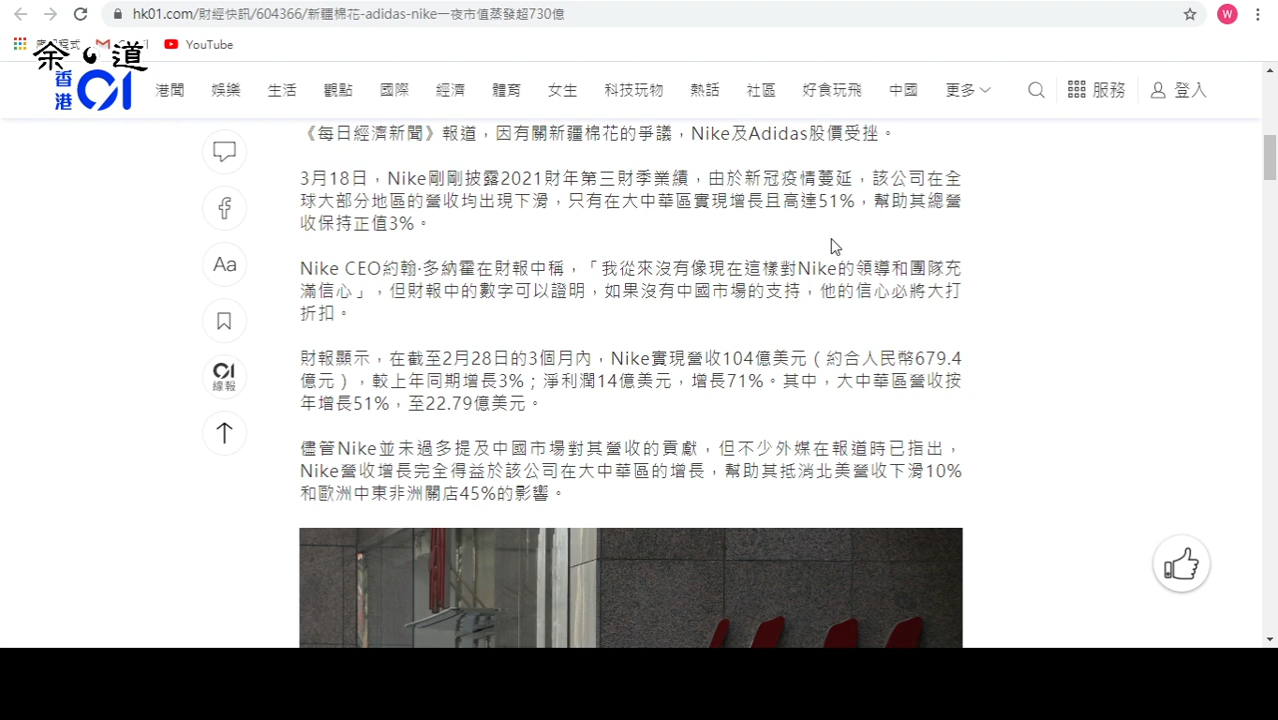 hk01.com/財經快訊/604366/新疆棉花-adidas-nike一夜市值蒸發超730億
W
YouTube
余道
香港01
港聞 娛樂 生活 觀點 國際 經濟 體育 女生 科技玩物 熱話 社區 好食玩飛 中國 更多 服務 登入
《每日經濟新聞》報道，因有關新疆棉花的爭議，Nike及Adidas股價受挫。
3月18日，Nike剛剛披露2021財年第三財季業績，由於新冠疫情蔓延，該公司在全
球大部分地區的營收均出現下滑，只有在大中華區實現增長且高達51%，幫助其總營
收保持正值3%。
Nike CEO約翰·多納霍在財報中稱，「我從來沒有像現在這樣對Nike的領導和團隊充
滿信心」，但財報中的數字可以證明，如果沒有中國市場的支持，他的信心必將大打
折扣。
財報顯示，在截至2月28日的3個月內，Nike實現營收104億美元（約合人民幣679.4
億元），較上年同期增長3%；淨利潤14億美元，增長71%。其中，大中華區營收按
年增長51%，至22.79億美元。
儘管Nike並未過多提及中國市場對其營收的貢獻，但不少外媒在報道時已指出，
Nike營收增長完全得益於該公司在大中華區的增長，幫助其抵消北美營收下滑10%
和歐洲中東非洲關店45%的影響。
Aa
01
線報